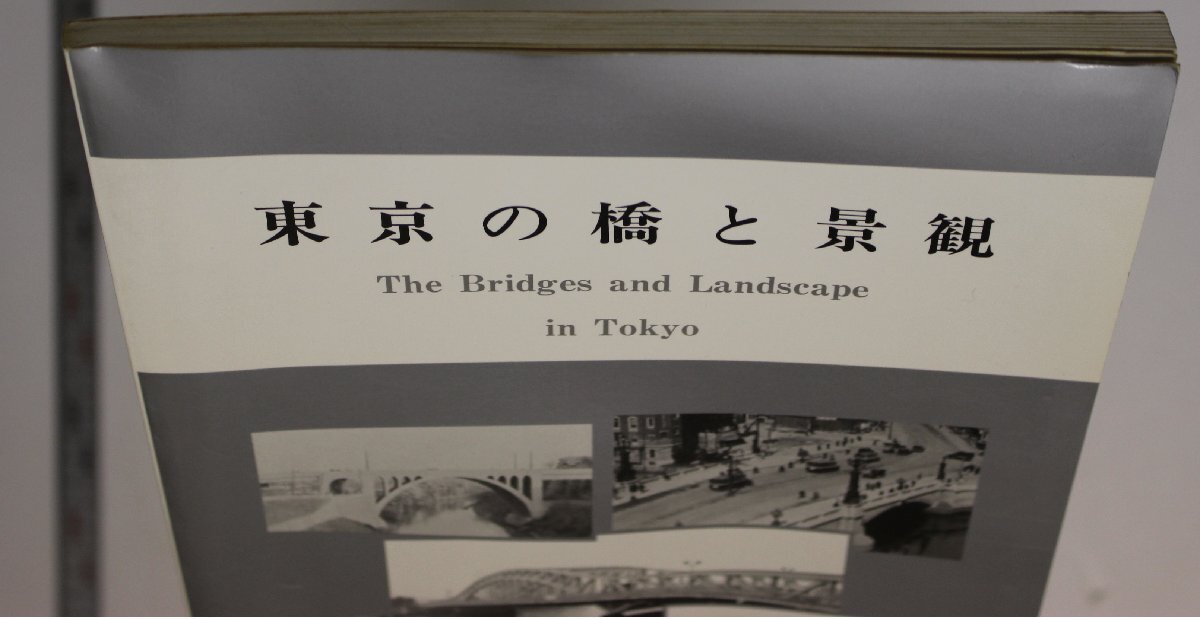 東京の橋と景観
The Bridges and Landscape
in Tokyo